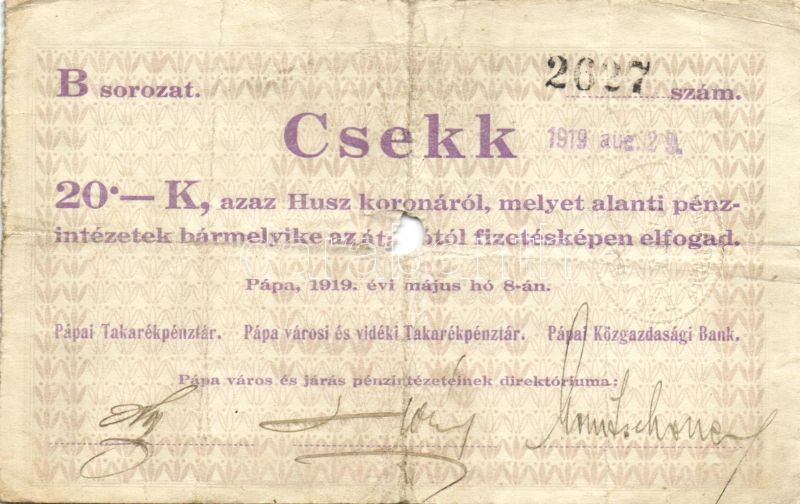 B sorozat. 2627 szám.
Csekk 1919 aug. 29.
20·— K, azaz Husz koronáról, melyet alanti pénz-
intézetek bármelyike az fizetésképen elfogad.
Pápa, 1919. évi május hó 8-án.
Pápai Takarékpénztár. Pápa városi és vidéki Takarékpénztár. Pápai Közgazdasági Bank.
Pápa város és járás pénzintézeteinek direktóriuma: